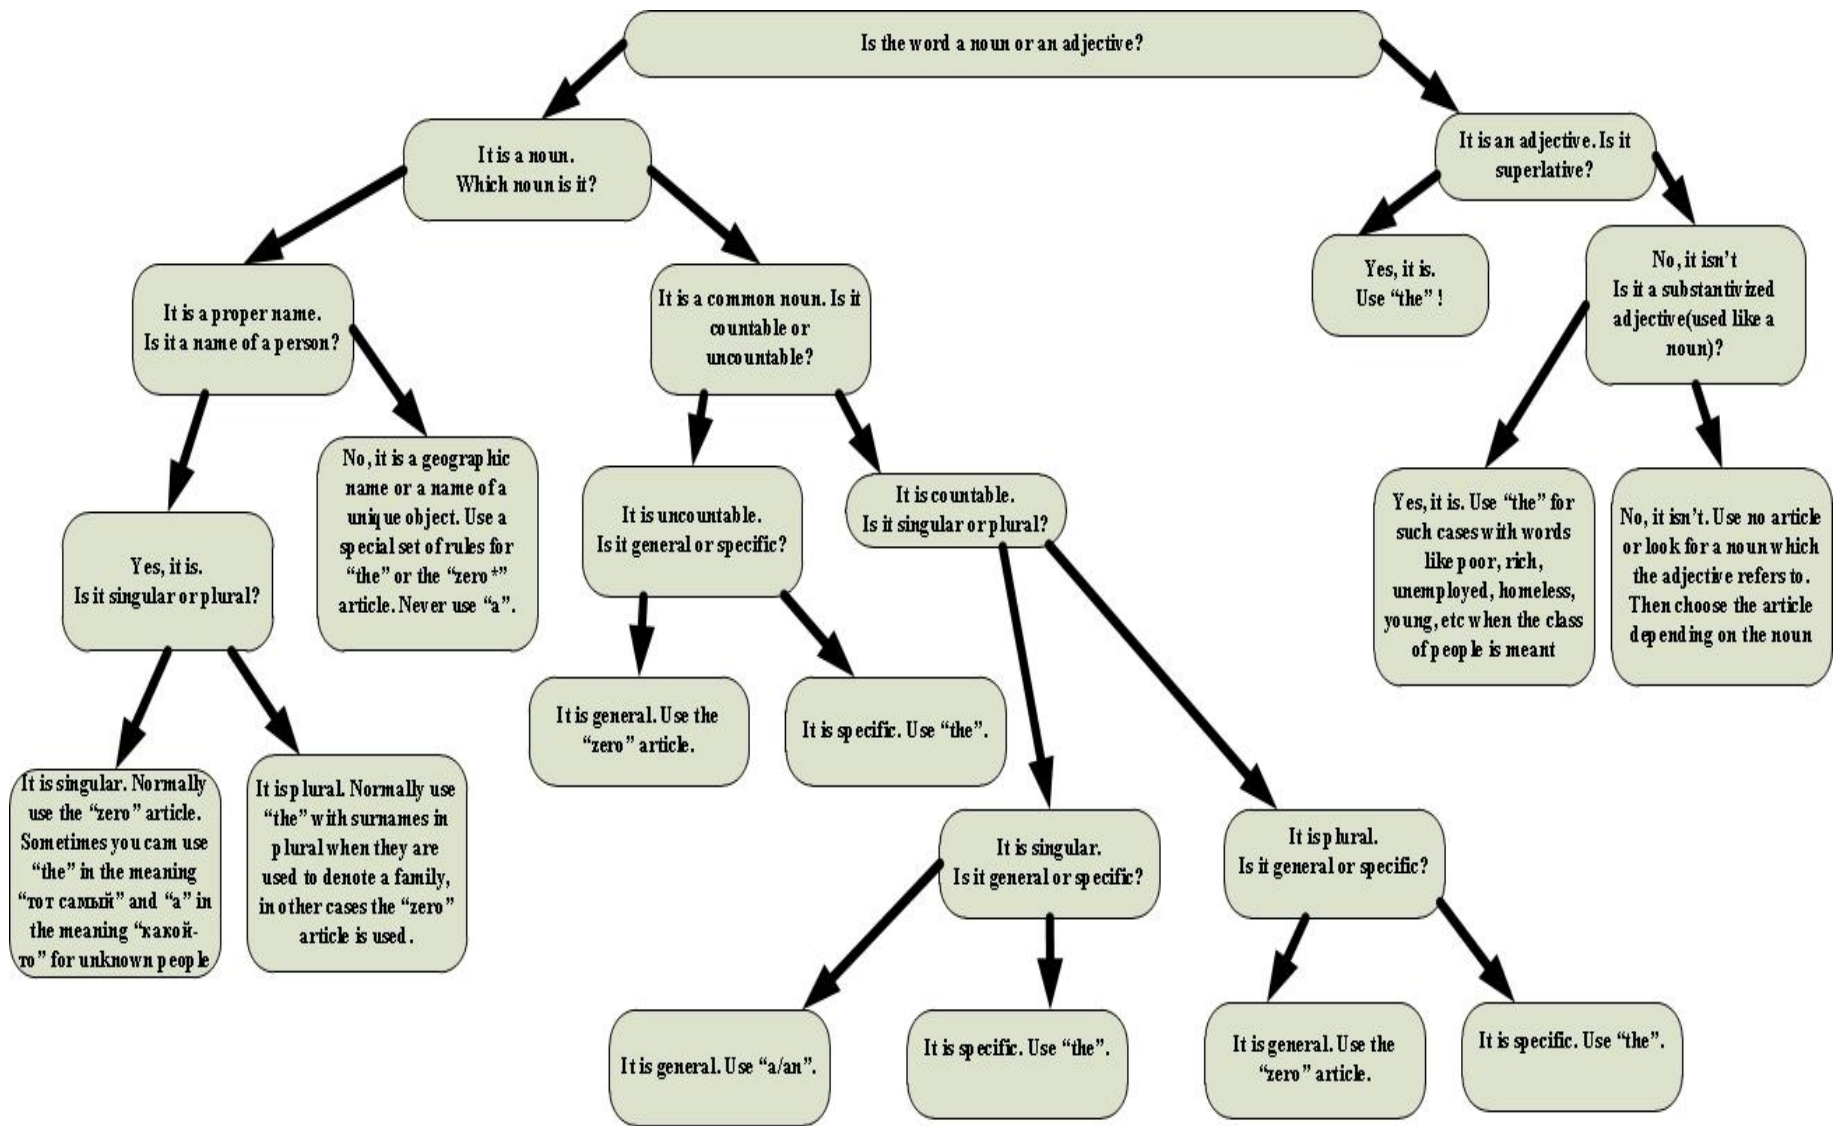 Is the word a noun or an adjective?
It is a noun.
Which noun is it?
It is an adjective. Is it
superlative?
Yes, it is.
Use “the” !
No, it isn’t
Is it a substantivized
adjective(used like a
noun)?
It is a proper name.
Is it a name of a person?
It is a common noun. Is it
countable or
uncountable?
No, it is a geographic
name or a name of a
unique object. Use a
special set of rules for
“the” or the “zero*”
article. Never use “a”.
Yes, it is.
Is it singular or plural?
It is uncountable.
Is it general or specific?
It is countable.
Is it singular or plural?
Yes, it is. Use “the” for
such cases with words
like poor, rich,
unemployed, homeless,
young, etc when the class
of people is meant
No, it isn’t. Use no article
or look for a noun which
the adjective refers to.
Then choose the article
depending on the noun
It is general. Use the
“zero” article.
It is specific. Use “the”.
It is singular. Normally
use the “zero” article.
Sometimes you cam use
“the” in the meaning
“тот самый” and “a” in
the meaning “какой-
то” for unknown people
It is plural. Normally use
“the” with surnames in
plural when they are
used to denote a family,
in other cases the “zero”
article is used.
It is singular.
Is it general or specific?
It is plural.
Is it general or specific?
It is general. Use “a/an”.
It is specific. Use “the”.
It is general. Use the
“zero” article.
It is specific. Use “the”.